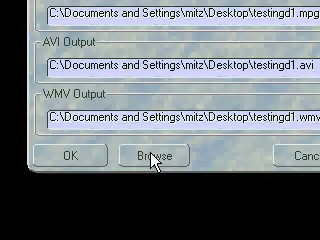 C:\Documents and Settings\mitz\Desktop\testingd1.mpg
AVI Output
C:\Documents and Settings\mitz\Desktop\testingd1.avi
WMV Output
C:\Documents and Settings\mitz\Desktop\testingd1.wmv
OK Browse Canc